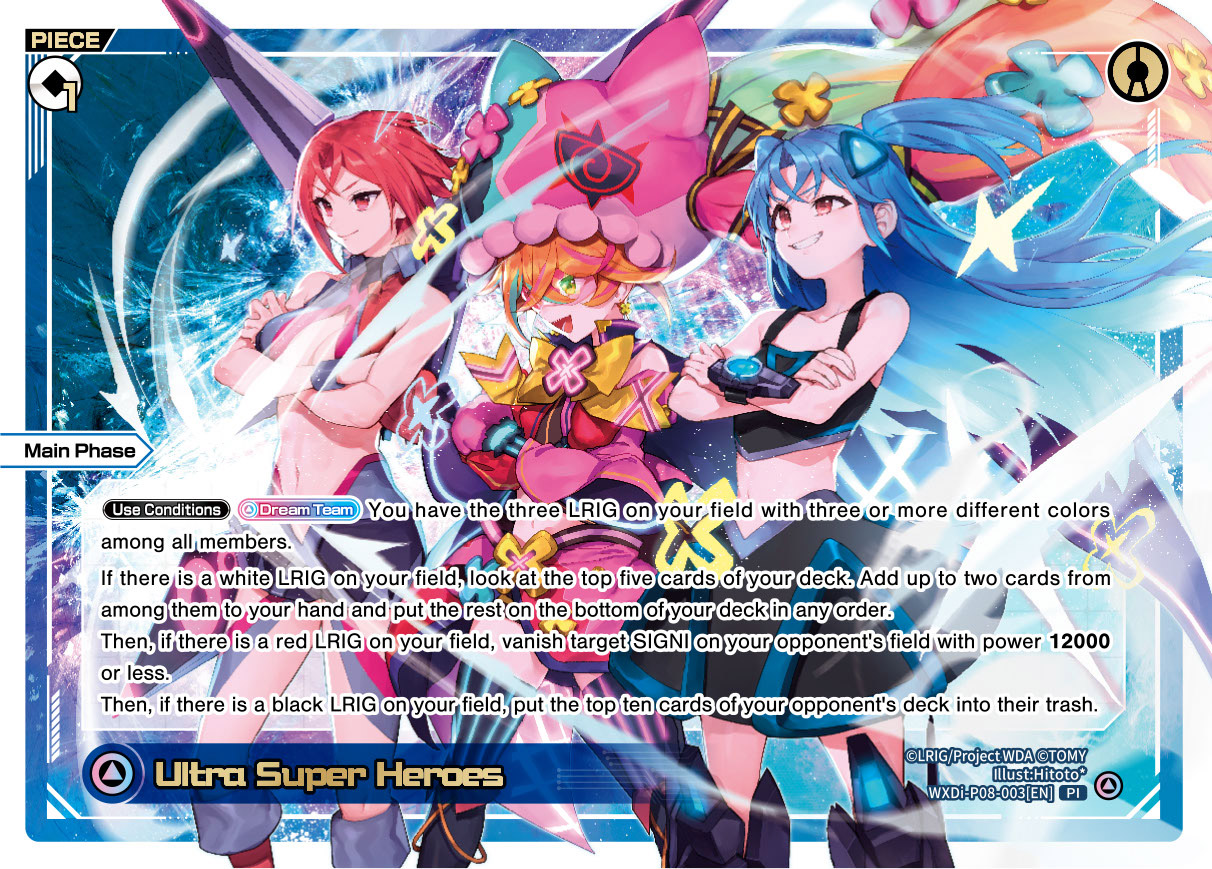 PIECE
1
Main Phase
Use Conditions Dream Team You have the three LRIG on your field with three or more different colors
among all members.
If there is a white LRIG on your field, look at the top five cards of your deck. Add up to two cards from
among them to your hand and put the rest on the bottom of your deck in any order.
Then, if there is a red LRIG on your field, vanish target SIGNI on your opponent's field with power 12000
or less.
Then, if there is a black LRIG on your field, put the top ten cards of your opponent's deck into their trash.
Ultra Super Heroes
©LRIG/Project WDA ©TOMY
Illust:Hitoto*
WXDi-P08-003[EN] PI